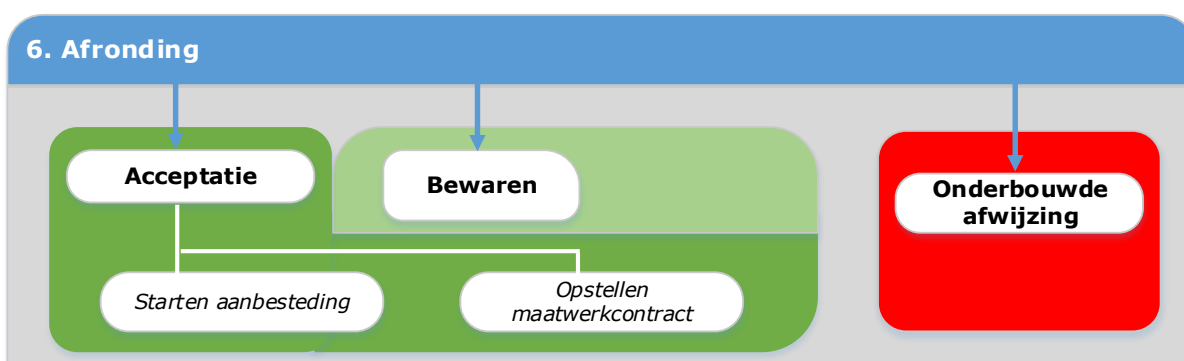 6. Afronding
Acceptatie
Bewaren
Onderbouwde
afwijzing
Starten aanbesteding
Opstellen
maatwerkcontract